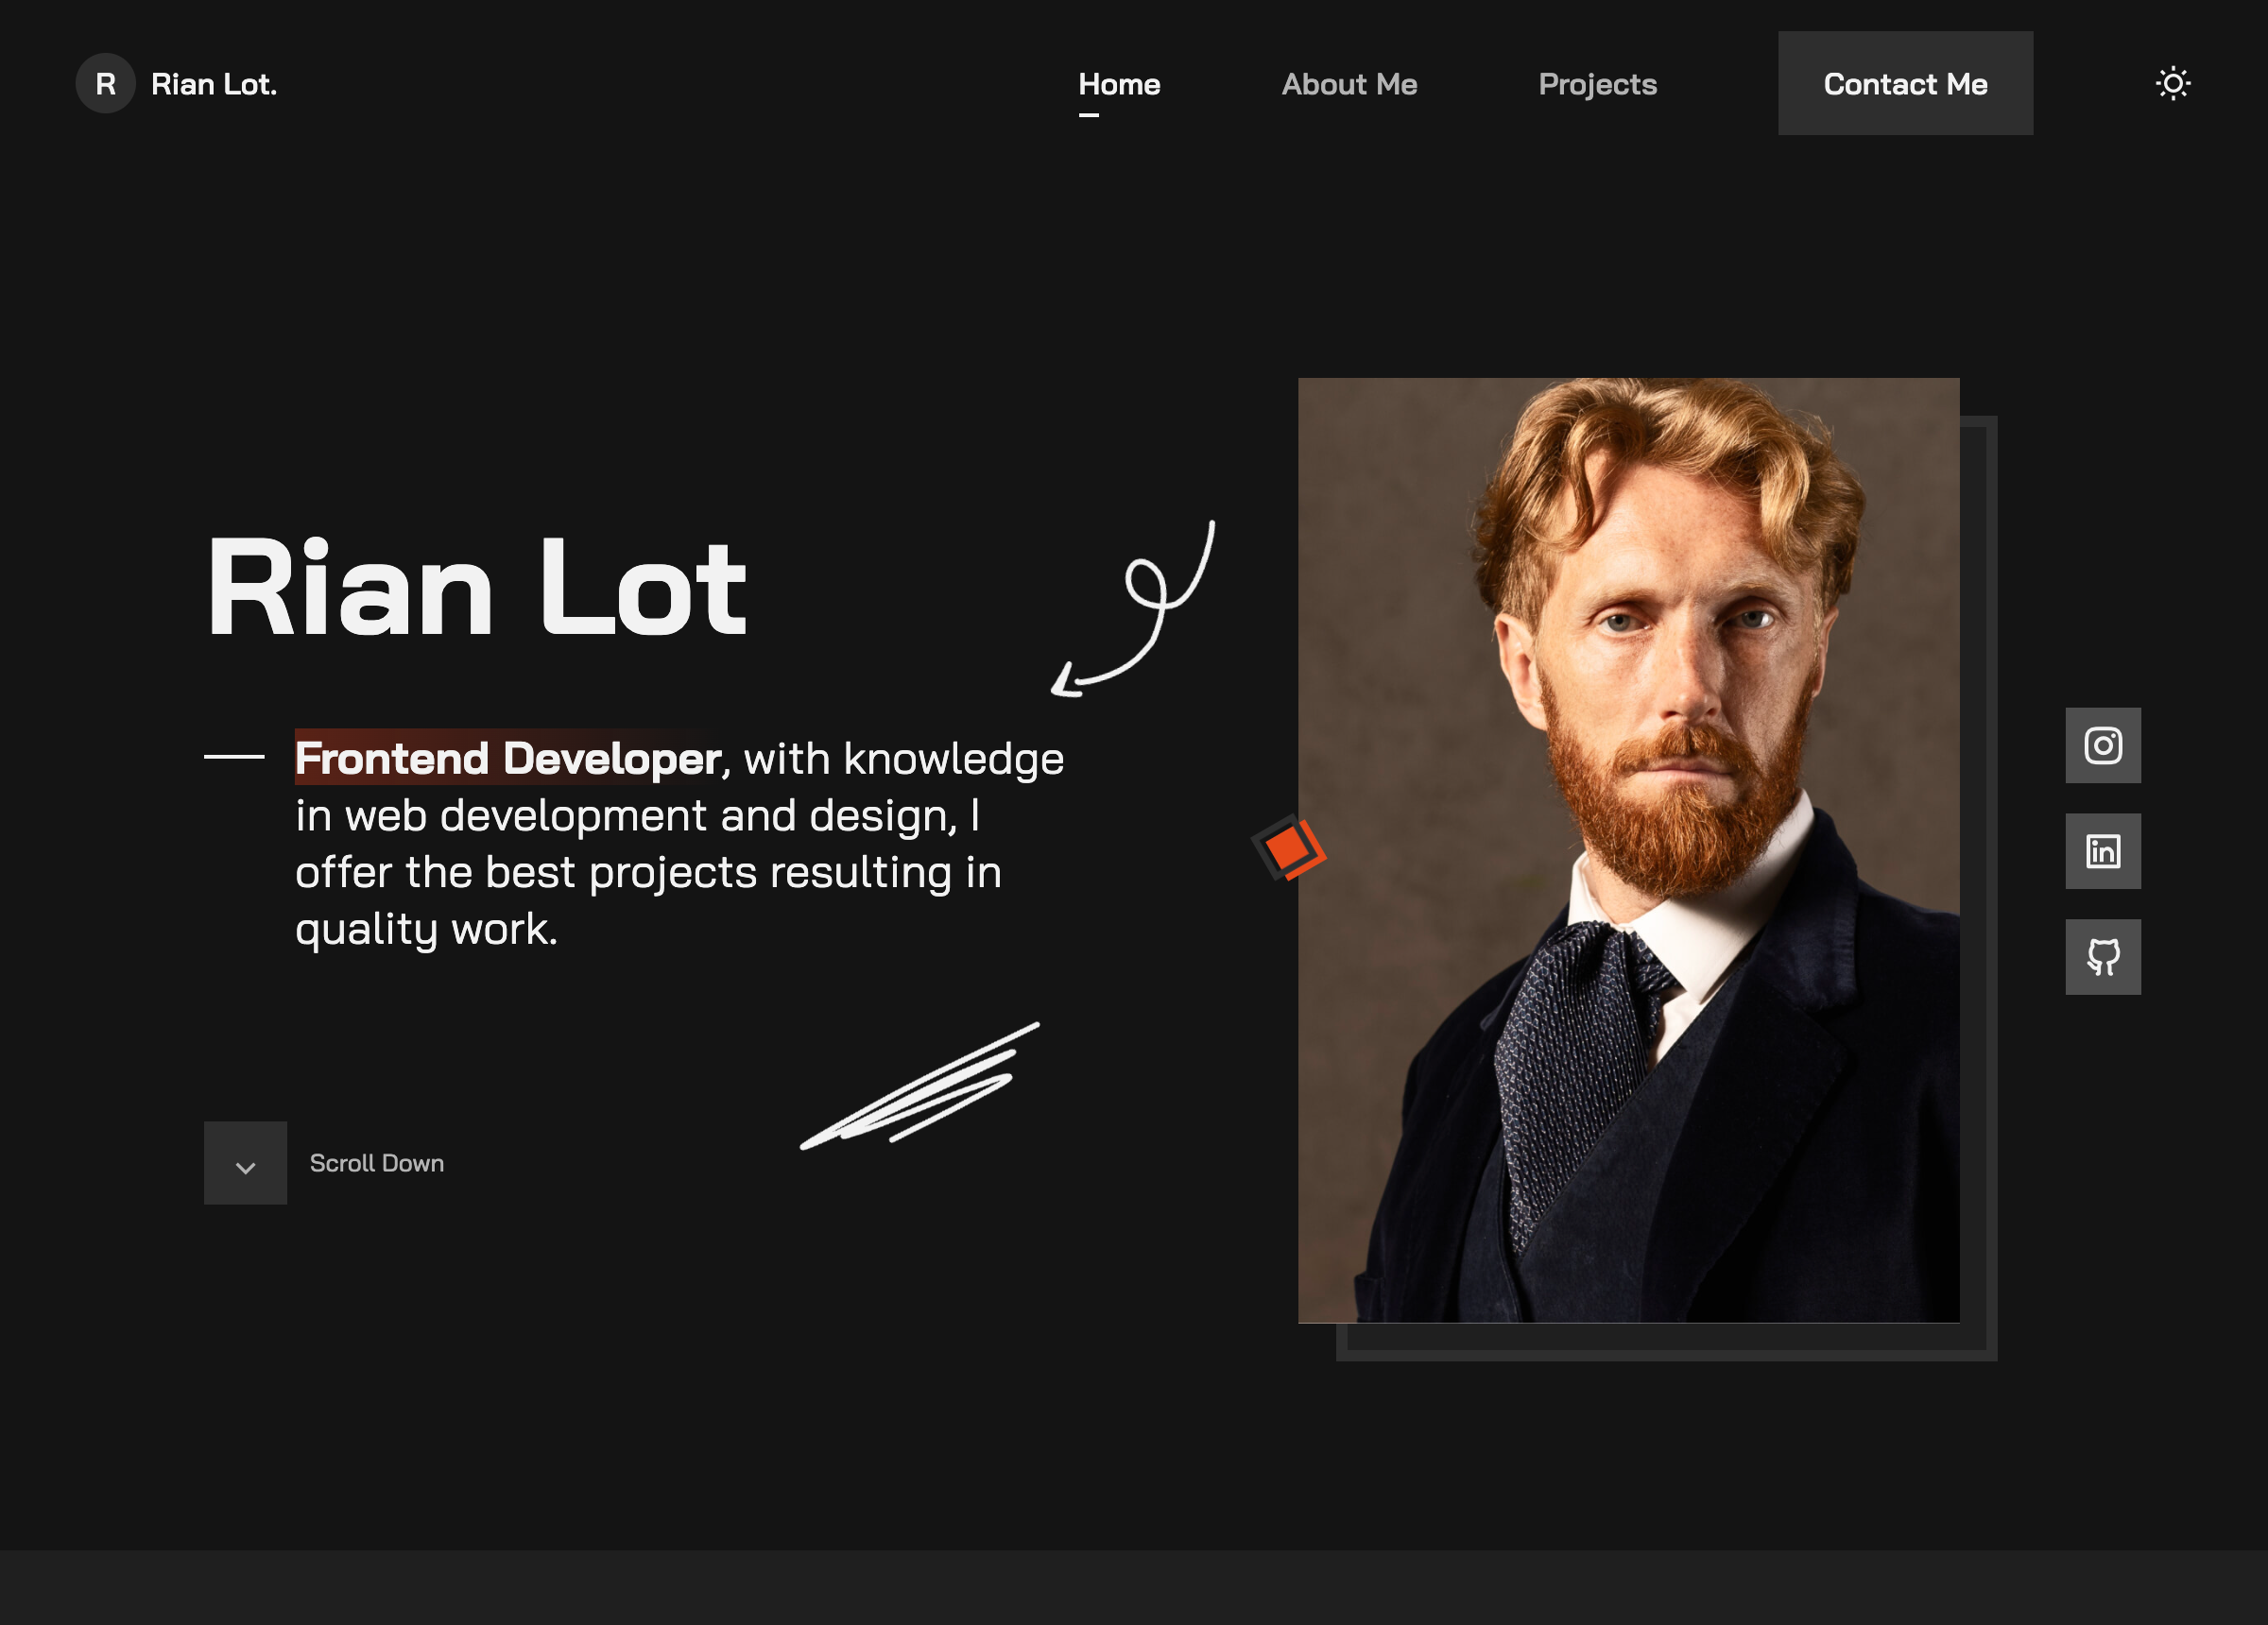 R
Rian Lot.
Home
About Me
Projects
Contact Me
Rian Lot
Frontend Developer, with knowledge
in web development and design, I
offer the best projects resulting in
quality work.
in
Scroll Down